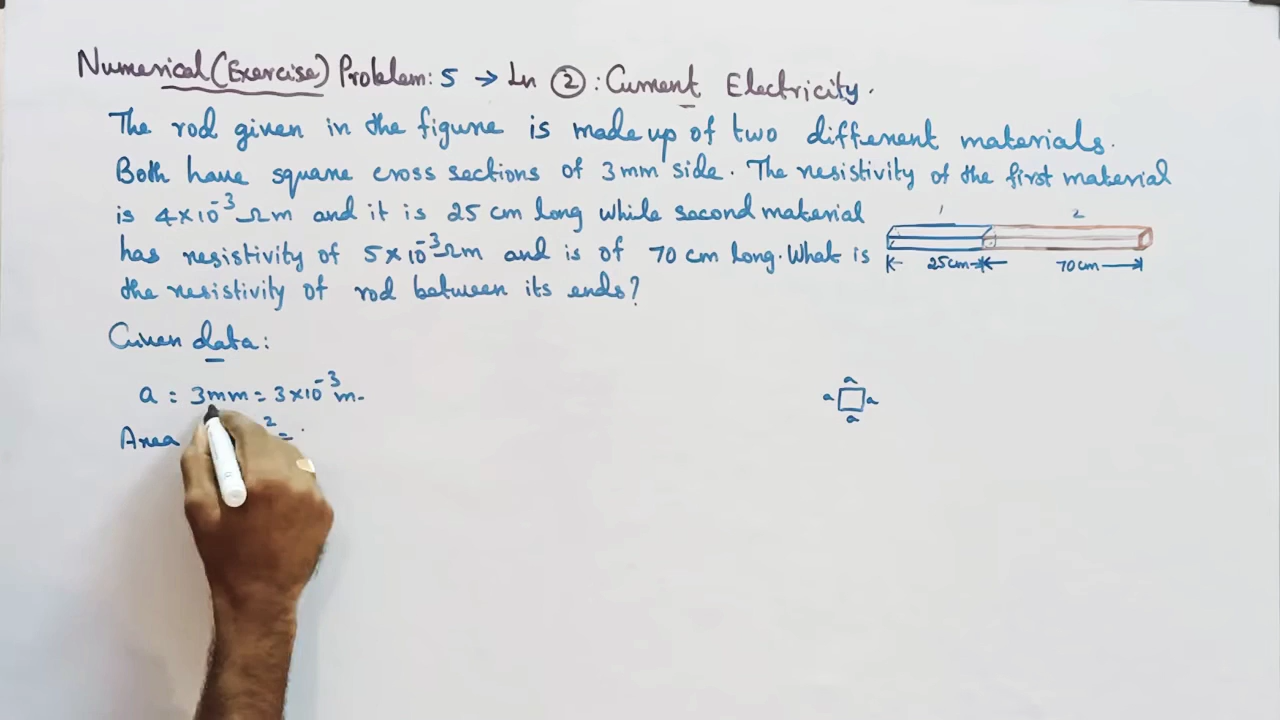 Numerical (Exercise) Problem: 5 → Ln ②: Current Electricity.
The rod given in the figure is made up of two different materials.
Both have square cross sections of 3 mm side. The resistivity of the first material
is 4×10⁻³ Ωm and it is 25 cm long while second material
has resistivity of 5×10⁻³ Ωm and is of 70 cm long. What is
the resistivity of rod between its ends?
1 2
25cm 70cm
Given data:
a = 3mm = 3×10⁻³ m.
Area ² =
a
a a
a